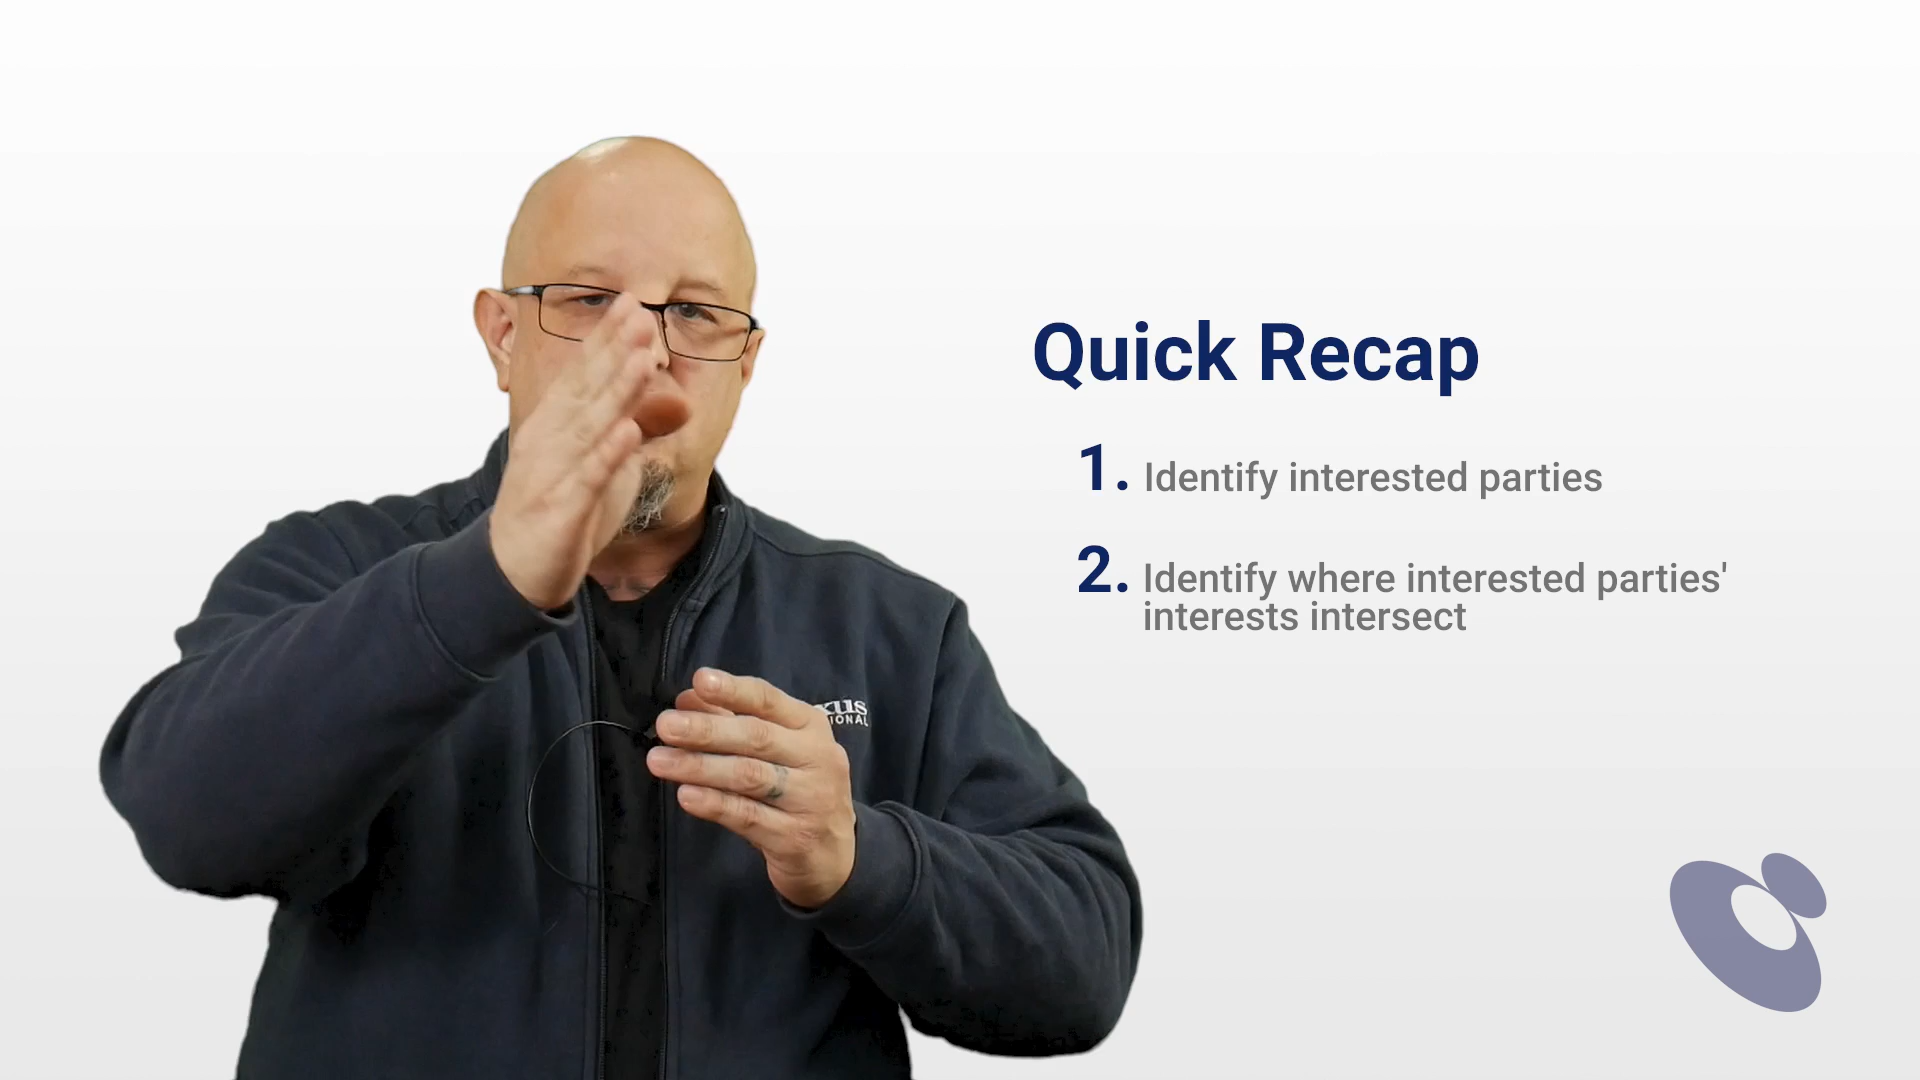 Quick Recap
1. Identify interested parties
2. Identify where interested parties'
interests intersect